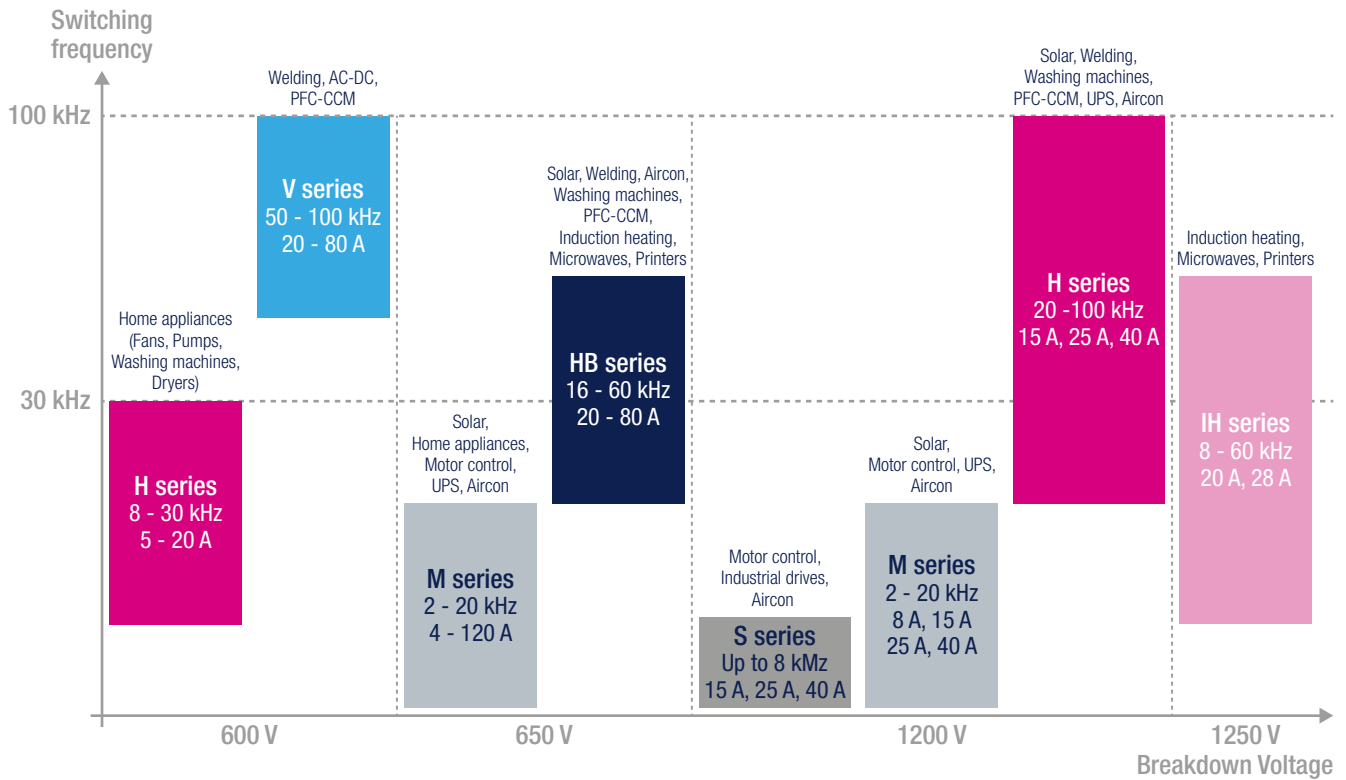 Switching
frequency
100 kHz
30 kHz
Welding, AC-DC,
PFC-CCM
V series
50 - 100 kHz
20 - 80 A
Home appliances
(Fans, Pumps,
Washing machines,
Dryers)
H series
8 - 30 kHz
5 - 20 A
Solar,
Home appliances,
Motor control,
UPS, Aircon
M series
2 - 20 kHz
4 - 120 A
Solar, Welding, Aircon,
Washing machines,
PFC-CCM,
Induction heating,
Microwaves, Printers
HB series
16 - 60 kHz
20 - 80 A
Motor control,
Industrial drives,
Aircon
S series
Up to 8 kMz
15 A, 25 A, 40 A
Solar,
Motor control, UPS,
Aircon
M series
2 - 20 kHz
8 A, 15 A
25 A, 40 A
Solar, Welding,
Washing machines,
PFC-CCM, UPS, Aircon
H series
20 -100 kHz
15 A, 25 A, 40 A
Induction heating,
Microwaves, Printers
IH series
8 - 60 kHz
20 A, 28 A
600 V
650 V
1200 V
1250 V
Breakdown Voltage